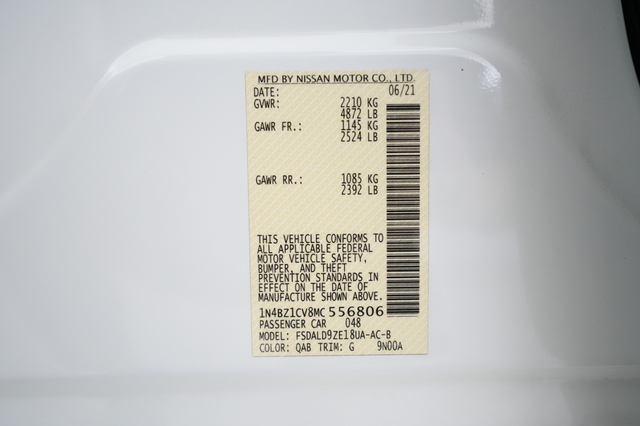 MFD BY NISSAN MOTOR CO., LTD.
DATE: 06/21
GVWR: 2210 KG
4872 LB
GAWR FR.: 1145 KG
2524 LB
GAWR RR.: 1085 KG
2392 LB
THIS VEHICLE CONFORMS TO
ALL APPLICABLE FEDERAL
MOTOR VEHICLE SAFETY,
BUMPER, AND THEFT
PREVENTION STANDARDS IN
EFFECT ON THE DATE OF
MANUFACTURE SHOWN ABOVE.
1N4BZ1CV8MC 556806
PASSENGER CAR 048
MODEL: FSDALD9ZE18UA-AC-B
COLOR: QAB TRIM: G 9N00A